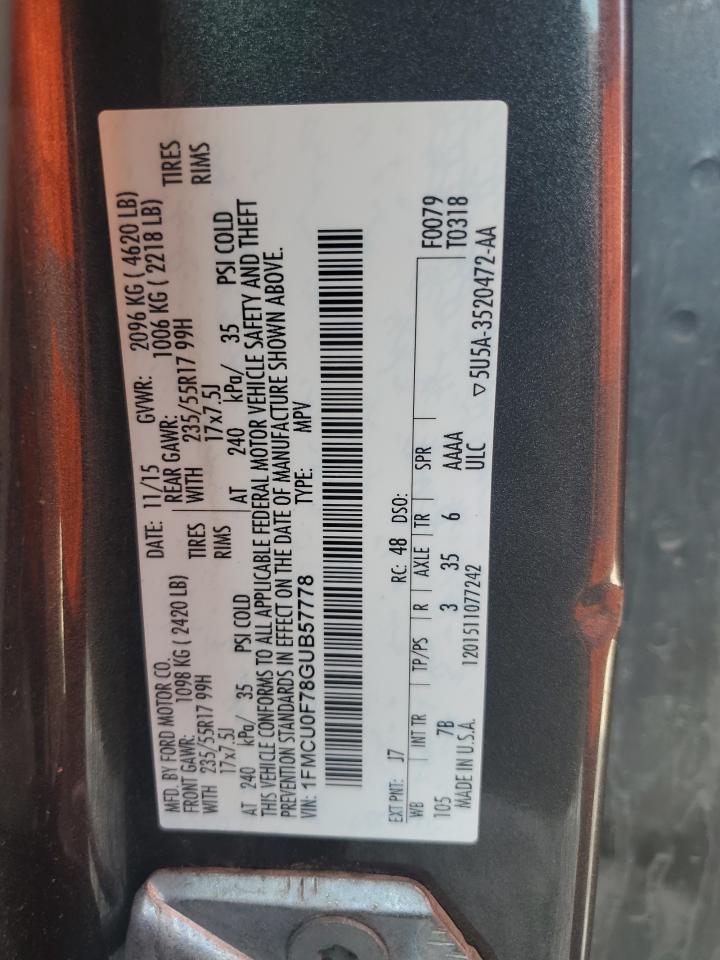 MFD. BY FORD MOTOR CO. DATE: 11/15 GVWR: 2096 KG ( 4620 LB)
FRONT GAWR: 1098 KG ( 2420 LB) REAR GAWR: 1006 KG ( 2218 LB)
WITH 235/55R17 99H TIRES WITH 235/55R17 99H TIRES
17x7.5J RIMS 17x7.5J RIMS
AT 240 kPa/ 35 PSI COLD AT 240 kPa/ 35 PSI COLD
THIS VEHICLE CONFORMS TO ALL APPLICABLE FEDERAL MOTOR VEHICLE SAFETY AND THEFT
PREVENTION STANDARDS IN EFFECT ON THE DATE OF MANUFACTURE SHOWN ABOVE.
VIN: 1FMCU0F78GUB57778 TYPE: MPV
F0079
EXT PNT: J7 RC: 48 DSO: T0318
WB INT TR TP/PS R AXLE TR SPR
105 7B 3 35 6 AAAA
MADE IN U.S.A. 1201511077242 ULC ▽5U5A-3520472-AA